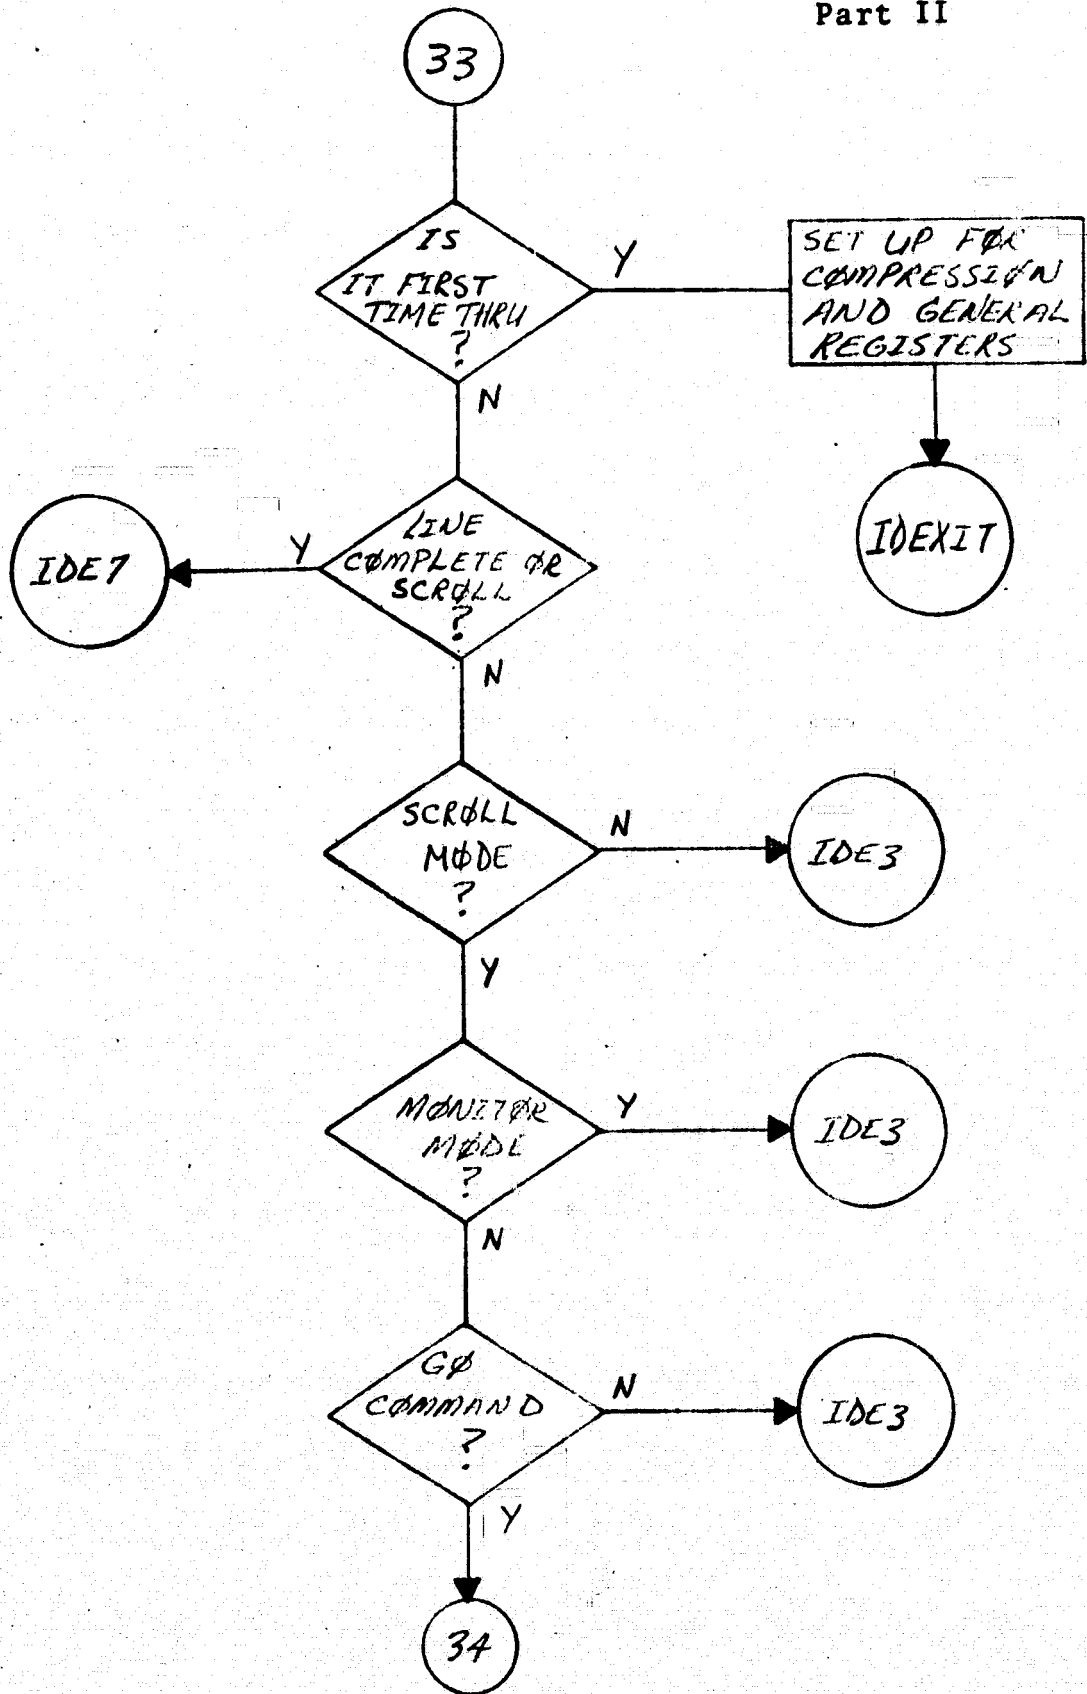 Part II
33
IS
IT FIRST
TIME THRU
?
Y
SET UP FØR
CØMPRESSIØN
AND GENERAL
REGISTERS
N
IDEXIT
LINE
CØMPLETE ØR
SCRØLL
?
Y
IDE7
N
SCRØLL
MØDE
?
N
IDE3
Y
MØNITØR
MØDE
?
Y
IDE3
N
GØ
CØMMAND
?
N
IDE3
Y
34